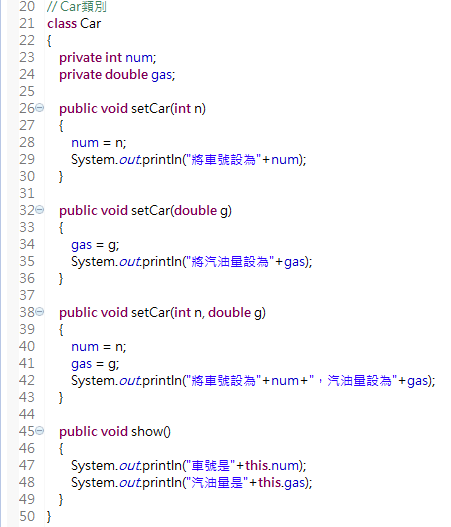 20 // Car類別
21 class Car
22 {
23 private int num;
24 private double gas;
25
26 public void setCar(int n)
27 {
28 num = n;
29 System.out.println("將車號設為"+num);
30 }
31
32 public void setCar(double g)
33 {
34 gas = g;
35 System.out.println("將汽油量設為"+gas);
36 }
37
38 public void setCar(int n, double g)
39 {
40 num = n;
41 gas = g;
42 System.out.println("將車號設為"+num+"，汽油量設為"+gas);
43 }
44
45 public void show()
46 {
47 System.out.println("車號是"+this.num);
48 System.out.println("汽油量是"+this.gas);
49 }
50 }